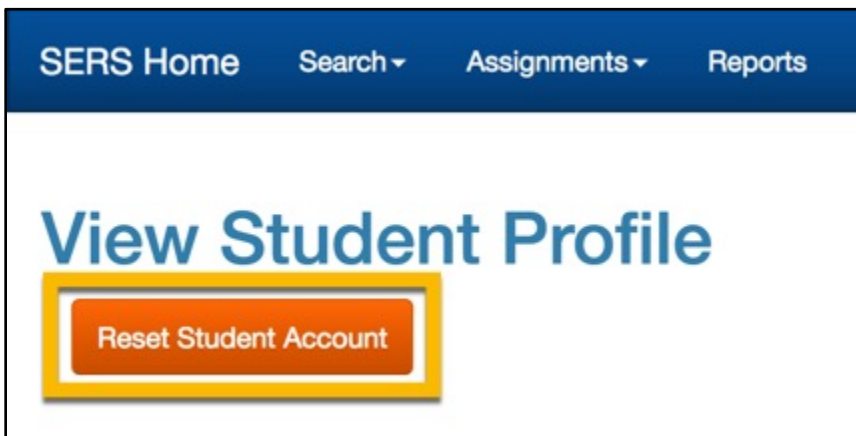 SERS Home Search Assignments Reports
View Student Profile
Reset Student Account